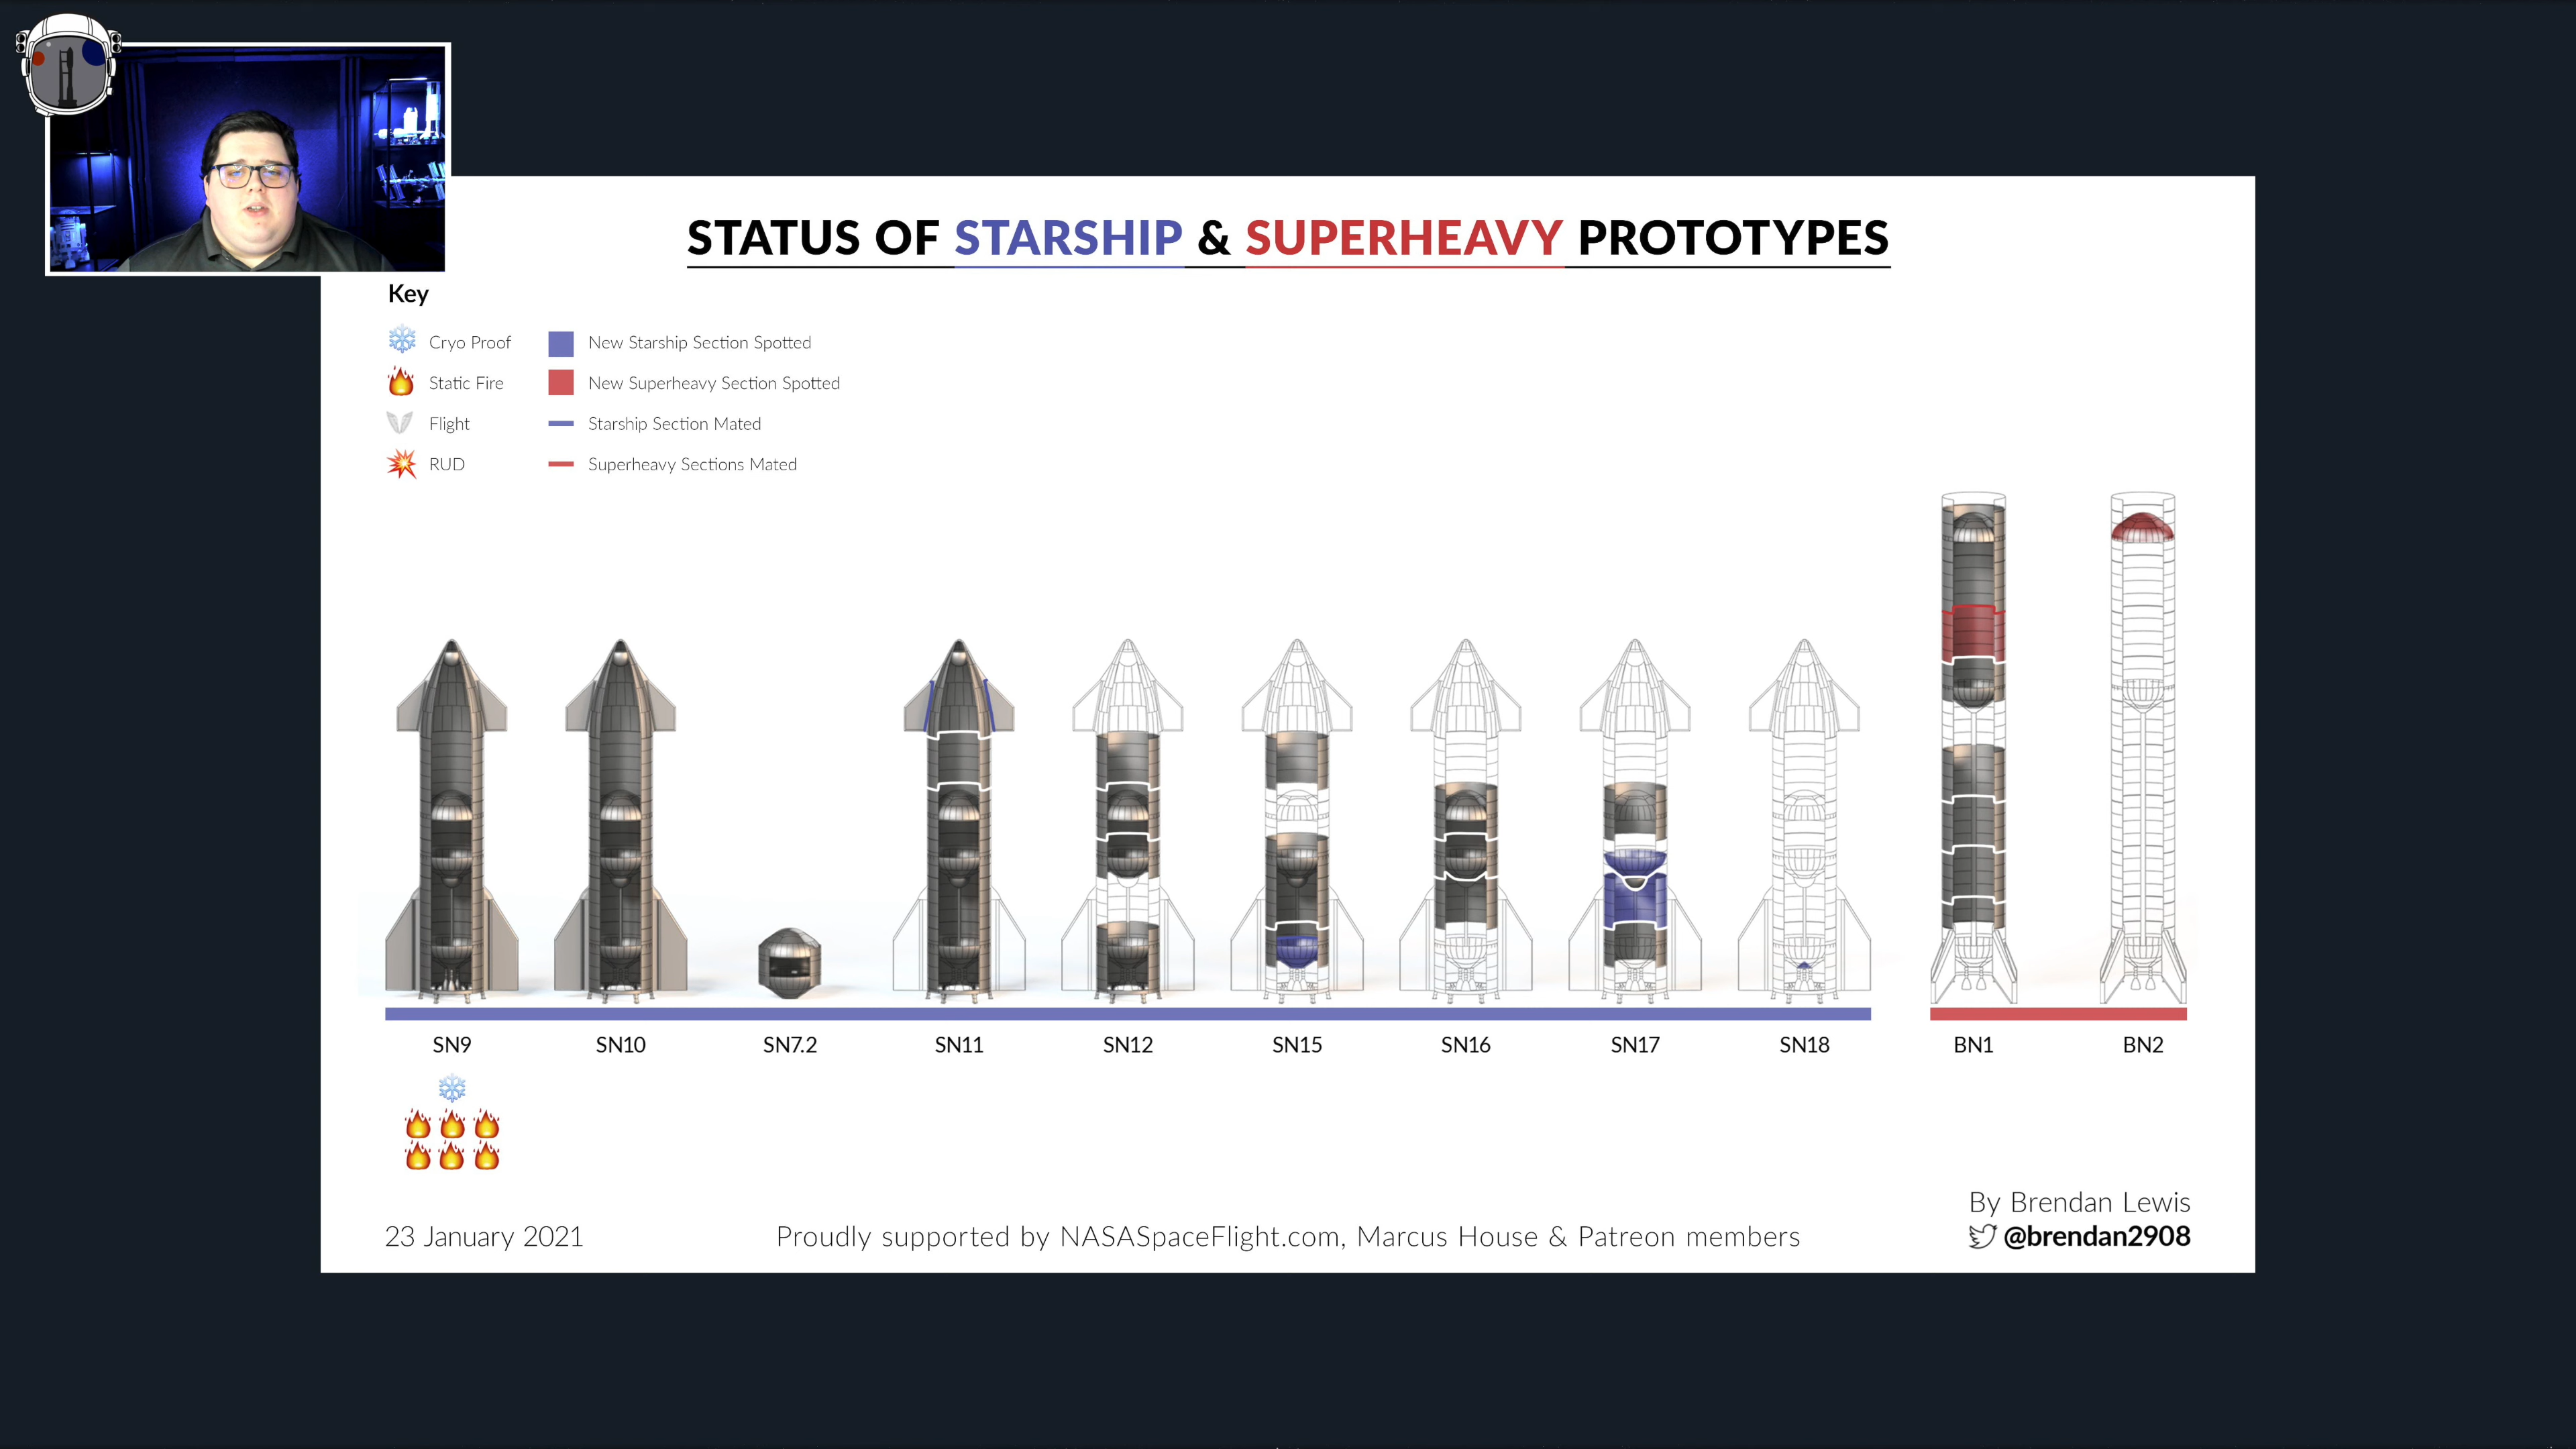 STATUS OF STARSHIP & SUPERHEAVY PROTOTYPES
Key
Cryo Proof
New Starship Section Spotted
Static Fire
New Superheavy Section Spotted
Flight
Starship Section Mated
RUD
Superheavy Sections Mated
SN9 SN10 SN7.2 SN11 SN12 SN15 SN16 SN17 SN18 BN1 BN2
By Brendan Lewis
23 January 2021
Proudly supported by NASASpaceFlight.com, Marcus House & Patreon members
@brendan2908